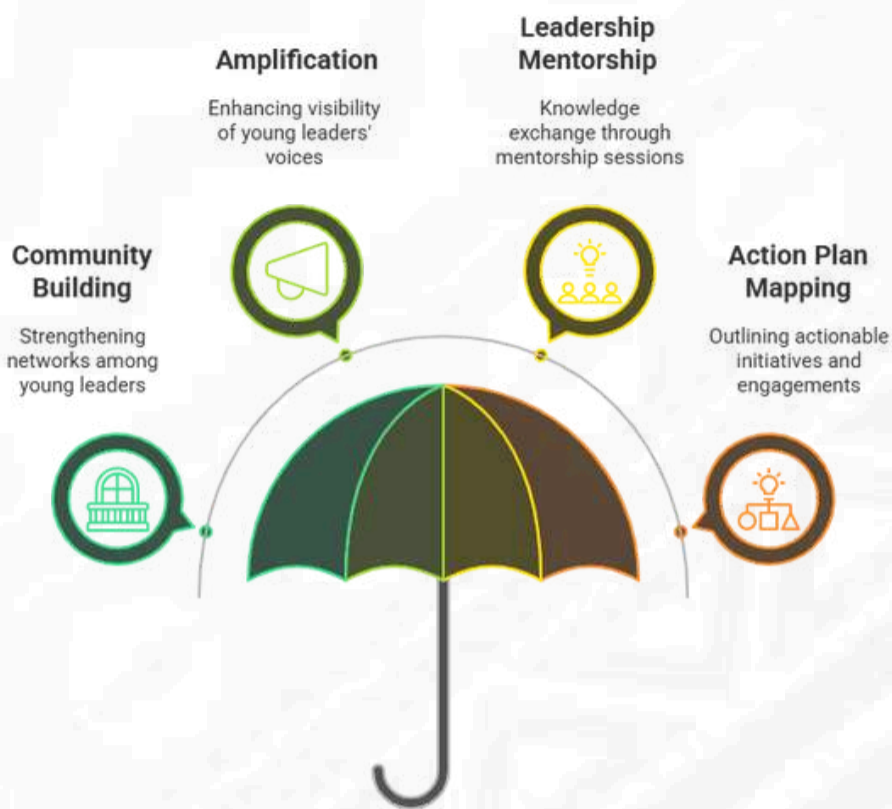 Community
Building
Strengthening
networks among
young leaders
Amplification
Enhancing visibility
of young leaders'
voices
Leadership
Mentorship
Knowledge
exchange through
mentorship sessions
Action Plan
Mapping
Outlining actionable
initiatives and
engagements